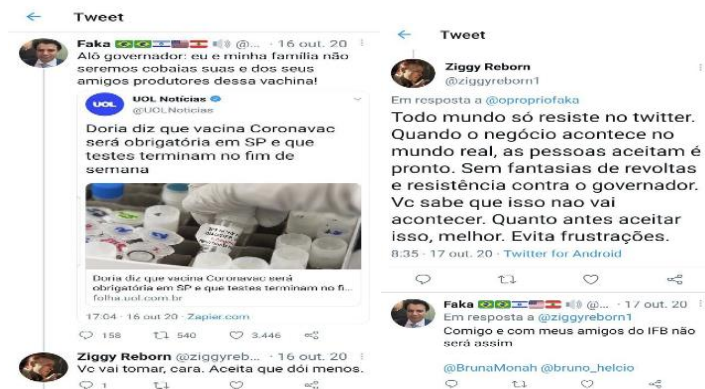 Tweet
Faka @... · 16 out. 20
Alô governador: eu e minha família não
seremos cobaias suas e dos seus
amigos produtores dessa vachina!
UOL
UOL Notícias
@UOLNoticias
Doria diz que vacina Coronavac
será obrigatória em SP e que
testes terminam no fim de
semana
Doria diz que vacina Coronavac será
obrigatória em SP e que testes terminam no fi...
folha.uol.com.br
17:04 · 16 out 20 · Zapier.com
158 540 3.446
Ziggy Reborn @ziggyreb... · 16 out. 20
Vc vai tomar, cara. Aceita que dói menos.
1
Tweet
Ziggy Reborn
@ziggyreborn1
Em resposta a @opropriofaka
Todo mundo só resiste no twitter.
Quando o negócio acontece no
mundo real, as pessoas aceitam é
pronto. Sem fantasias de revoltas
e resistência contra o governador.
Vc sabe que isso nao vai
acontecer. Quanto antes aceitar
isso, melhor. Evita frustrações.
8:35 · 17 out. 20 · Twitter for Android
Faka @... · 17 out. 20
Em resposta a @ziggyreborn1
Comigo e com meus amigos do IFB não
será assim
@BrunaMonah @bruno_helcio